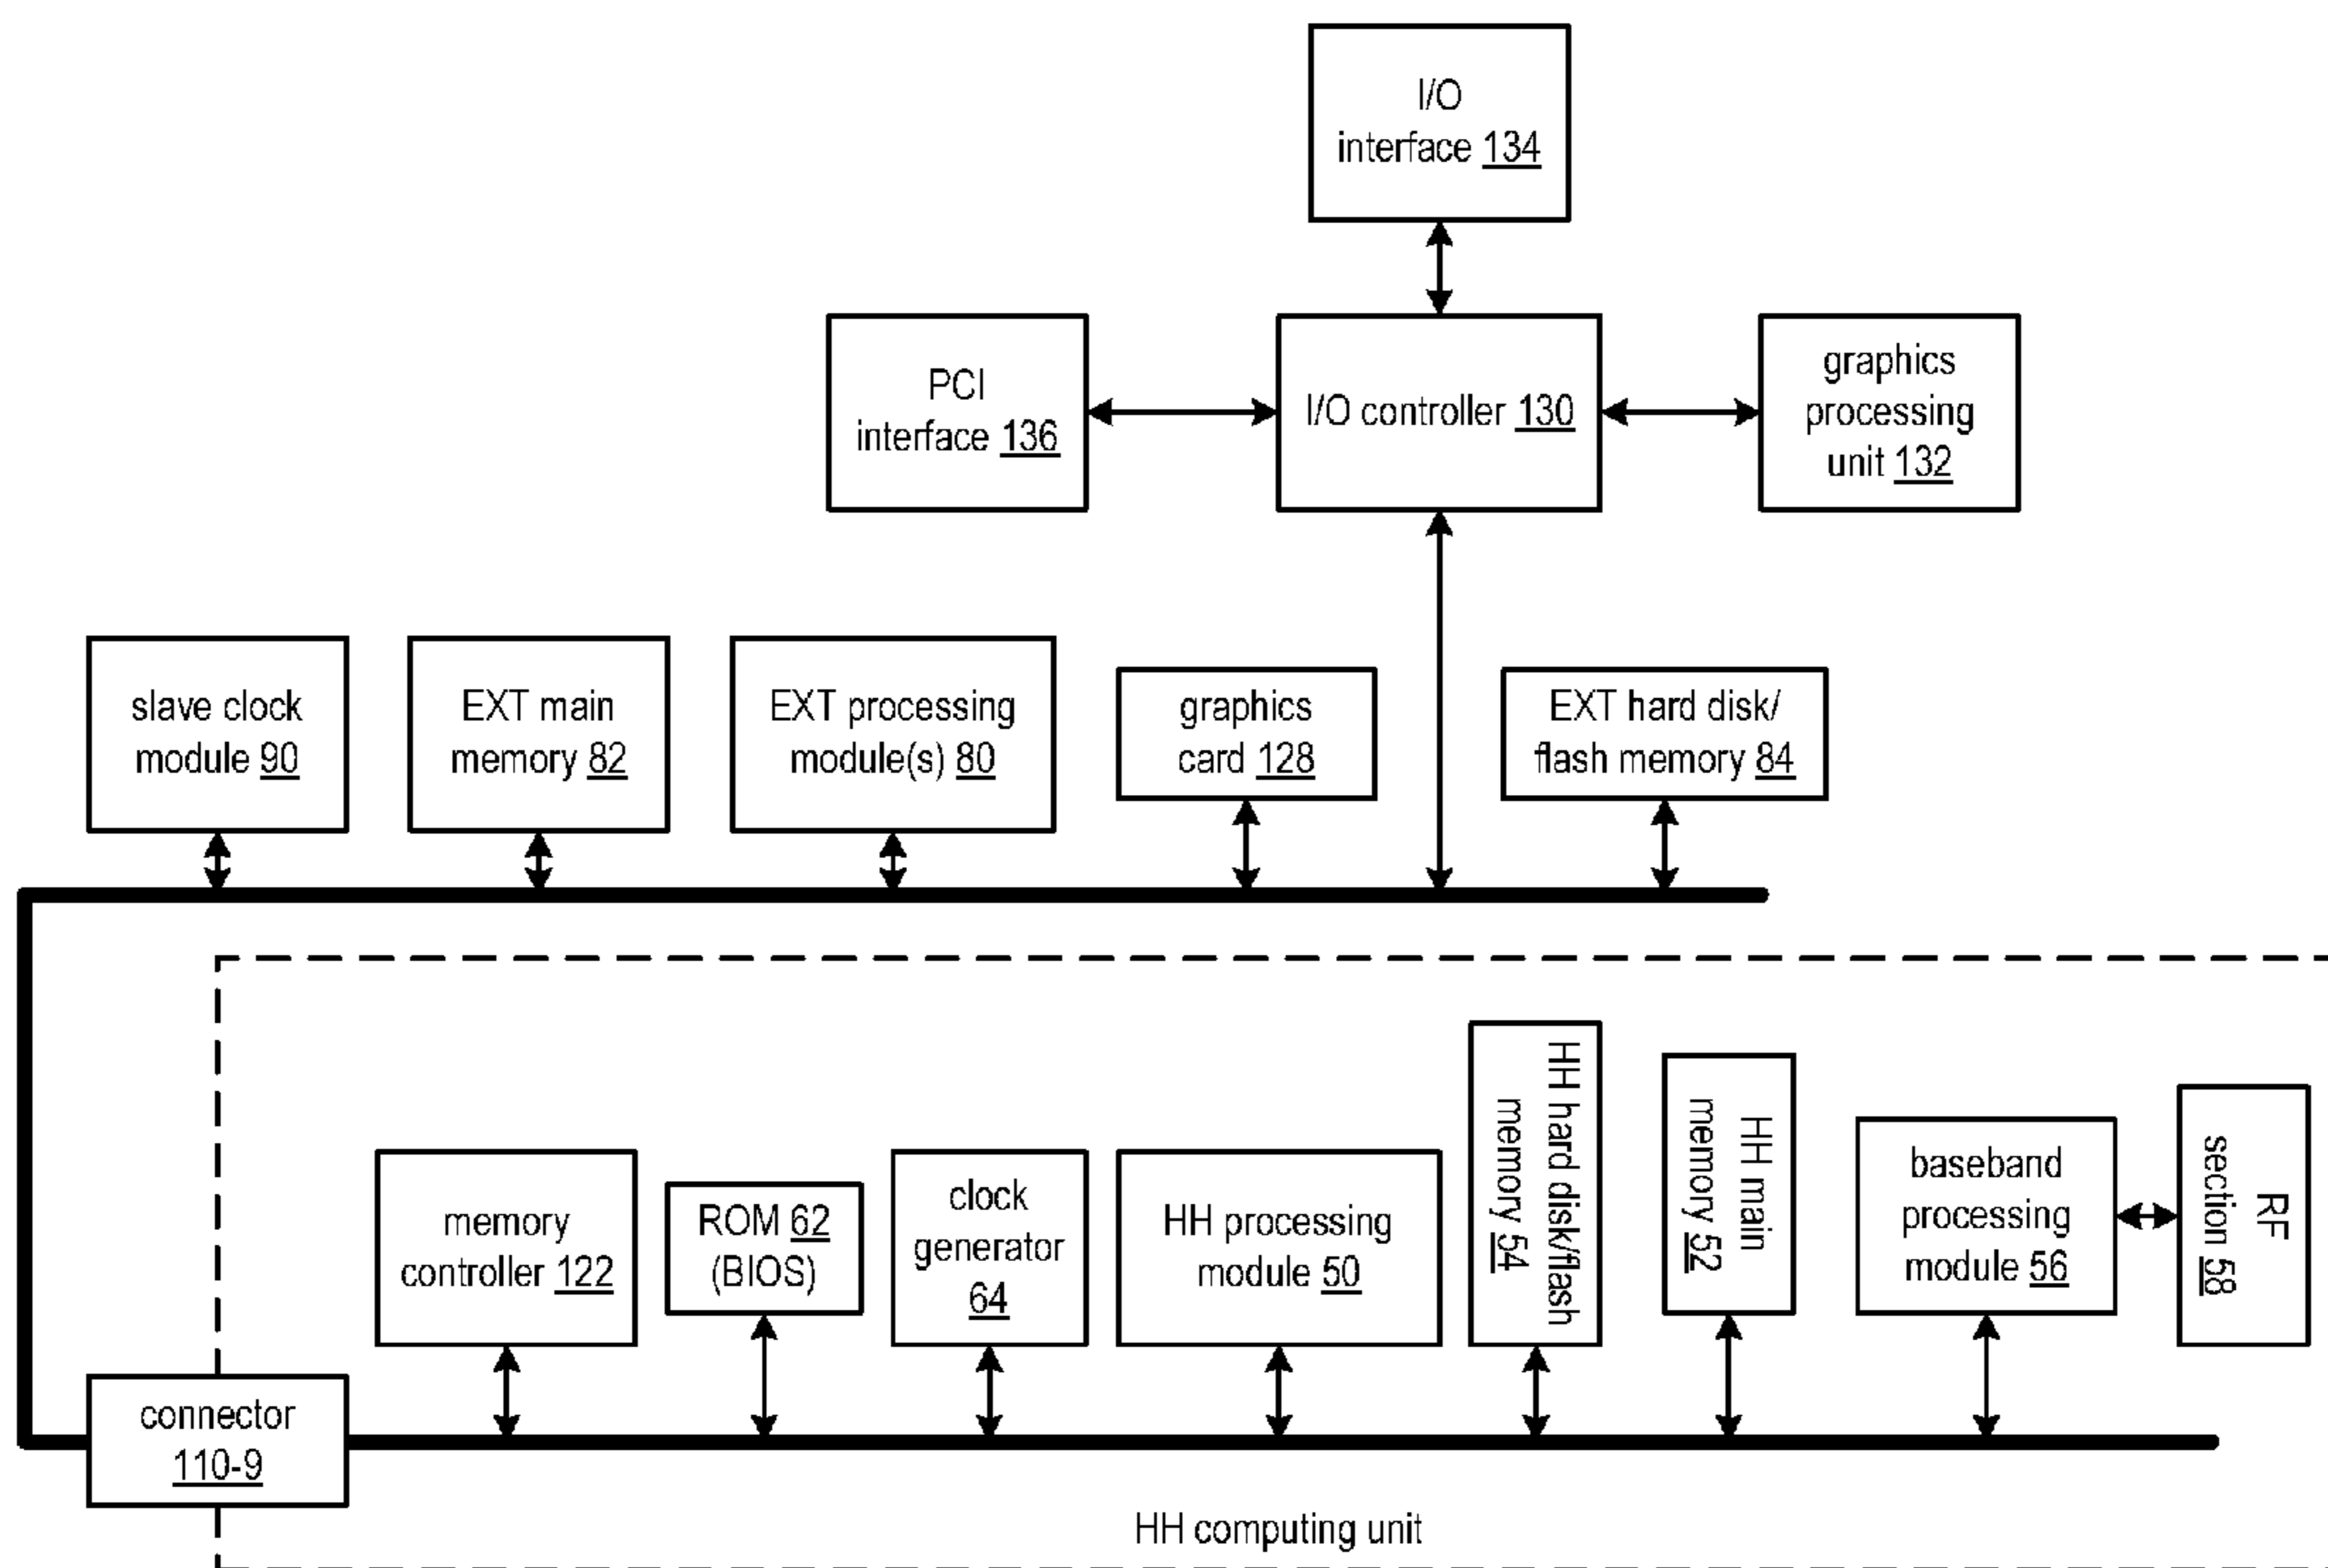 I/O
interface 134
PCI
interface 136
I/O controller 130
graphics
processing
unit 132
slave clock
module 90
EXT main
memory 82
EXT processing
module(s) 80
graphics
card 128
EXT hard disk/
flash memory 84
memory
controller 122
ROM 62
(BIOS)
clock
generator
64
HH processing
module 50
HH hard disk/flash
memory 54
HH main
memory 52
baseband
processing
module 56
RF
section 58
connector
110-9
HH computing unit